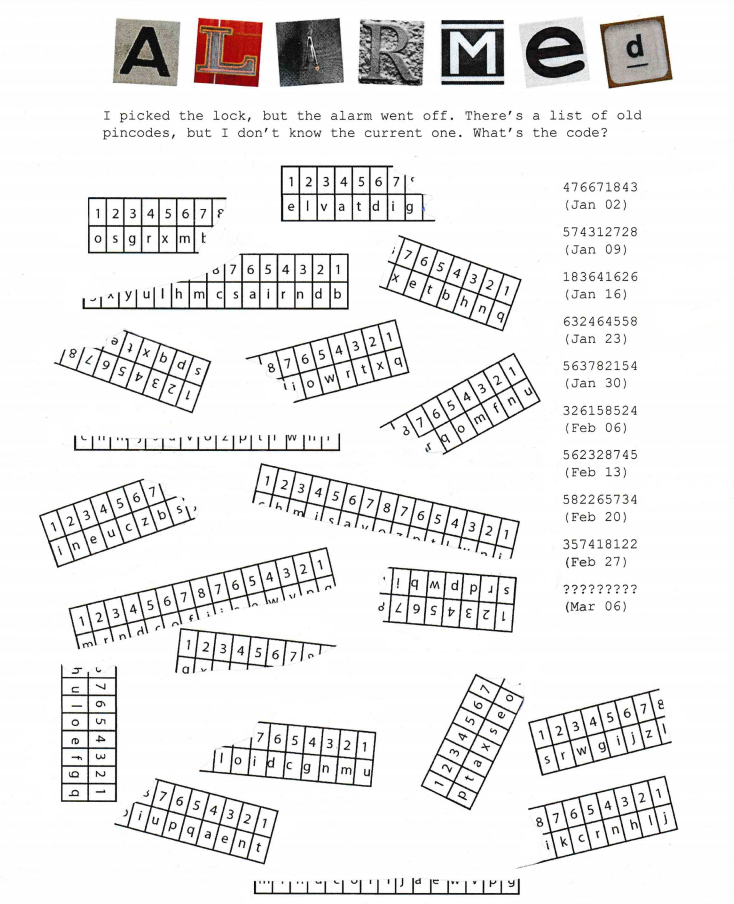 A L A R M e d
I picked the lock, but the alarm went off. There's a list of old
pincodes, but I don't know the current one. What's the code?
1 2 3 4 5 6 7
e l v a t d i g
1 2 3 4 5 6 7 8
o s g r x m t
8 7 6 5 4 3 2 1
x y u l h m c s a i r n d b
7 6 5 4 3 2 1
x e t b h n q
1 2 3 4 5 6 7 8
s p d b x t e
8 7 6 5 4 3 2 1
i o w r t x q
7 6 5 4 3 2 1
r q o m f n u
1 2 3 4 5 6 7
i n e u c z b s
1 2 3 4 5 6 7 8 7 6 5 4 3 2 1
1 2 3 4 5 6 7 8 7 6 5 4 3 2 1
1 2 3 4 5 6 7
s r p d p w q i
1 2 3 4 5 6 7
7 6 5 4 3 2 1
u l o e f g q
7 6 5 4 3 2 1
l o i d c g n m u
1 2 3 4 5 6 7
p t a x s e o
1 2 3 4 5 6 7 8
s r w g i j z l
7 6 5 4 3 2 1
i u p q a e n t
8 7 6 5 4 3 2 1
i k c r n h l j
476671843
(Jan 02)
574312728
(Jan 09)
183641626
(Jan 16)
632464558
(Jan 23)
563782154
(Jan 30)
326158524
(Feb 06)
562328745
(Feb 13)
582265734
(Feb 20)
357418122
(Feb 27)
?????????
(Mar 06)